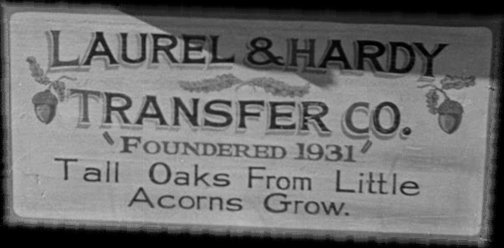 LAUREL & HARDY
TRANSFER CO.
"FOUNDERED 1931"
Tall Oaks From Little
Acorns Grow.